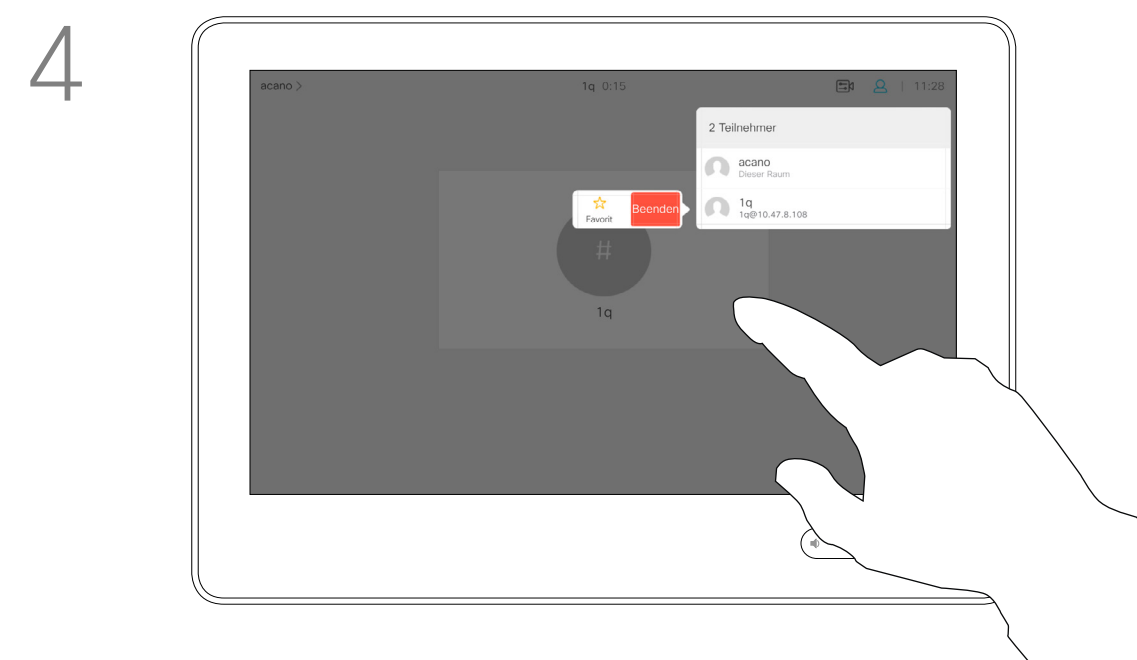 4
acano >
1q 0:15
11:28
2 Teilnehmer
acano
Dieser Raum
1q
1q@10.47.8.108
Favorit
Beenden
#
1q